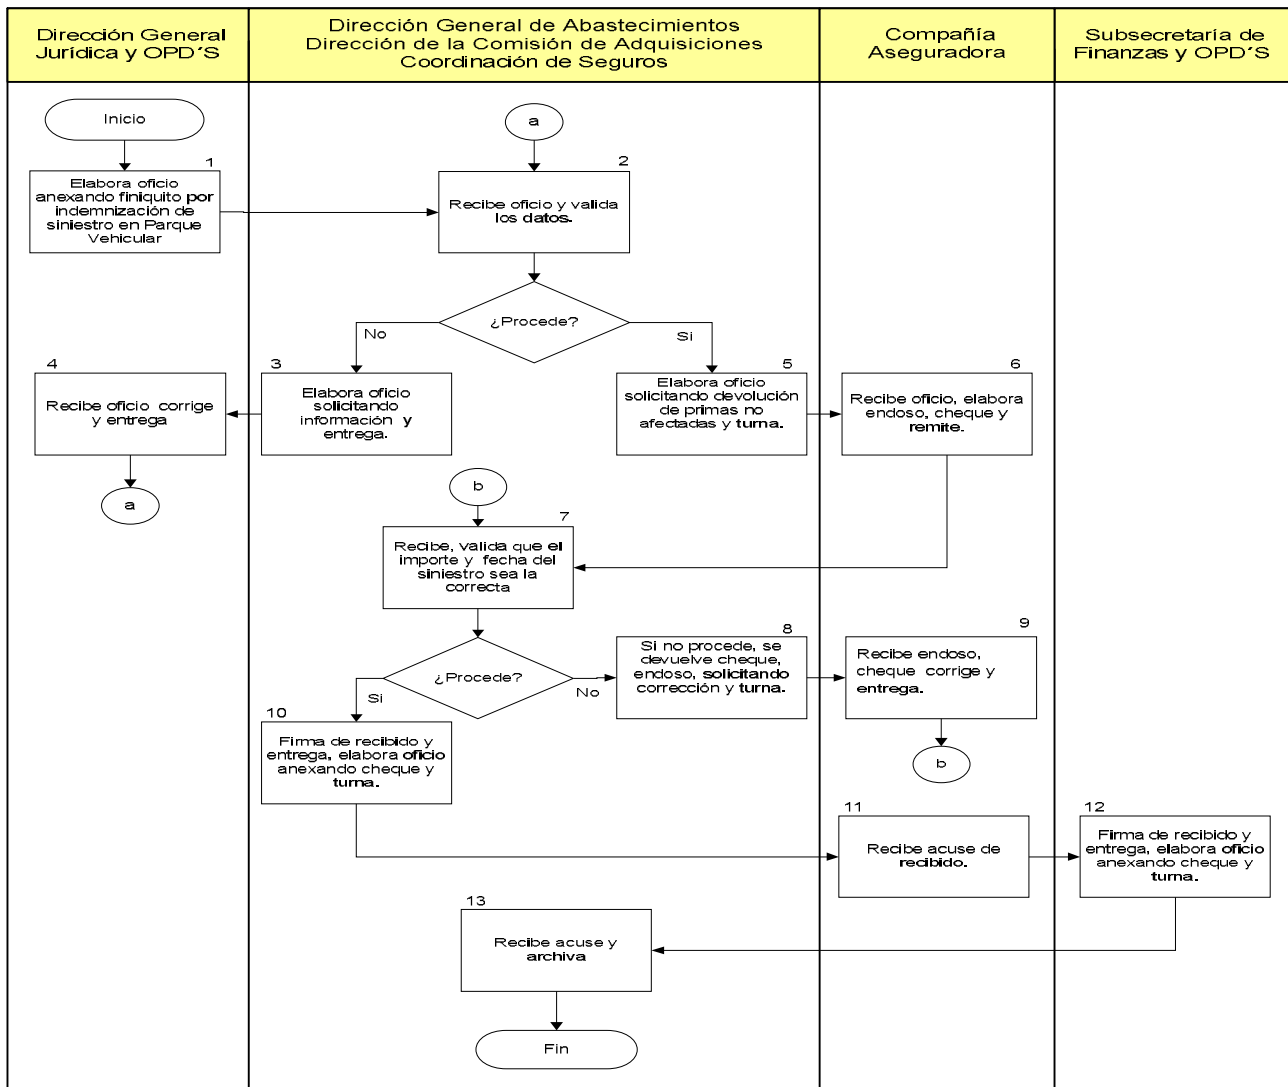 Dirección General
Jurídica y OPD´S
Dirección General de Abastecimientos
Dirección de la Comisión de Adquisiciones
Coordinación de Seguros
Compañía
Aseguradora
Subsecretaría de
Finanzas y OPD´S
Inicio
a
1
Elabora oficio
anexando finiquito por
indemnización de
siniestro en Parque
Vehicular
2
Recibe oficio y valida
los datos.
¿Procede?
No
Si
4
Recibe oficio corrige
y entrega
3
Elabora oficio
solicitando
información y
entrega.
5
Elabora oficio
solicitando devolución
de primas no
afectadas y turna.
6
Recibe oficio, elabora
endoso, cheque y
remite.
a
b
7
Recibe, valida que el
importe y fecha del
siniestro sea la
correcta
¿Procede?
Si
No
8
Si no procede, se
devuelve cheque,
endoso, solicitando
corrección y turna.
9
Recibe endoso,
cheque corrige y
entrega.
b
10
Firma de recibido y
entrega, elabora oficio
anexando cheque y
turna.
11
Recibe acuse de
recibido.
12
Firma de recibido y
entrega, elabora oficio
anexando cheque y
turna.
13
Recibe acuse y
archiva
Fin